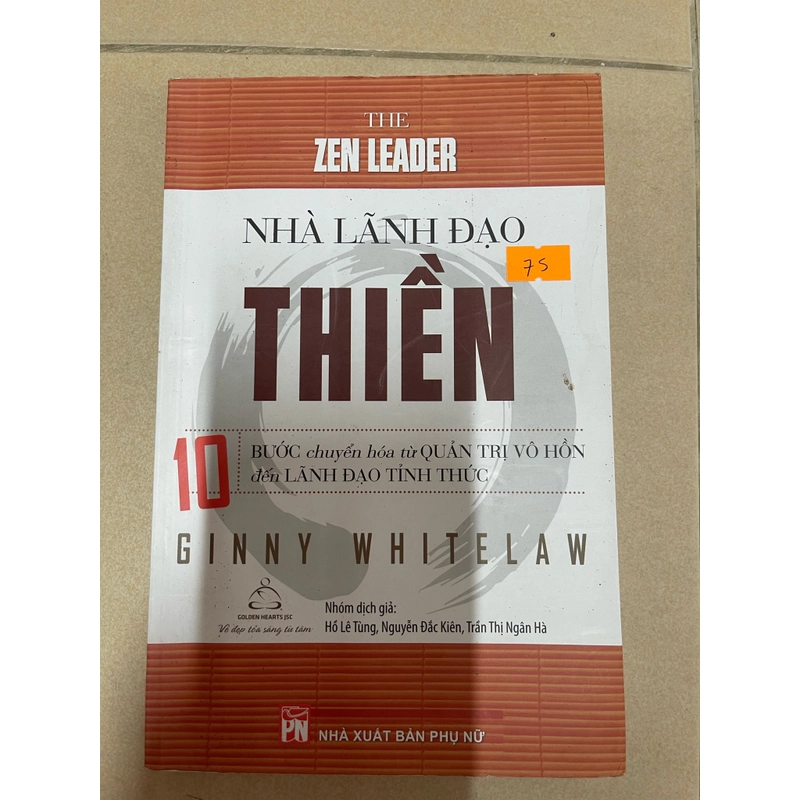 THE
ZEN LEADER
NHÀ LÃNH ĐẠO
75
THIỀN
10 BƯỚC chuyển hóa từ QUẢN TRỊ VÔ HỒN
đến LÃNH ĐẠO TỈNH THỨC
GINNY WHITELAW
GOLDEN HEARTS JSC
Vẻ đẹp tỏa sáng từ tâm
Nhóm dịch giả:
Hồ Lê Tùng, Nguyễn Đắc Kiên, Trần Thị Ngân Hà
PN
NHÀ XUẤT BẢN PHỤ NỮ